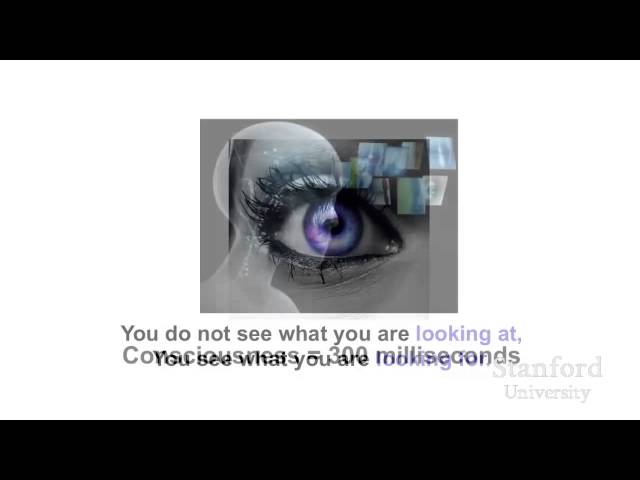 You do not see what you are looking at,
Consciousness = 300 milliseconds
You see what you are looking for.
Stanford
University